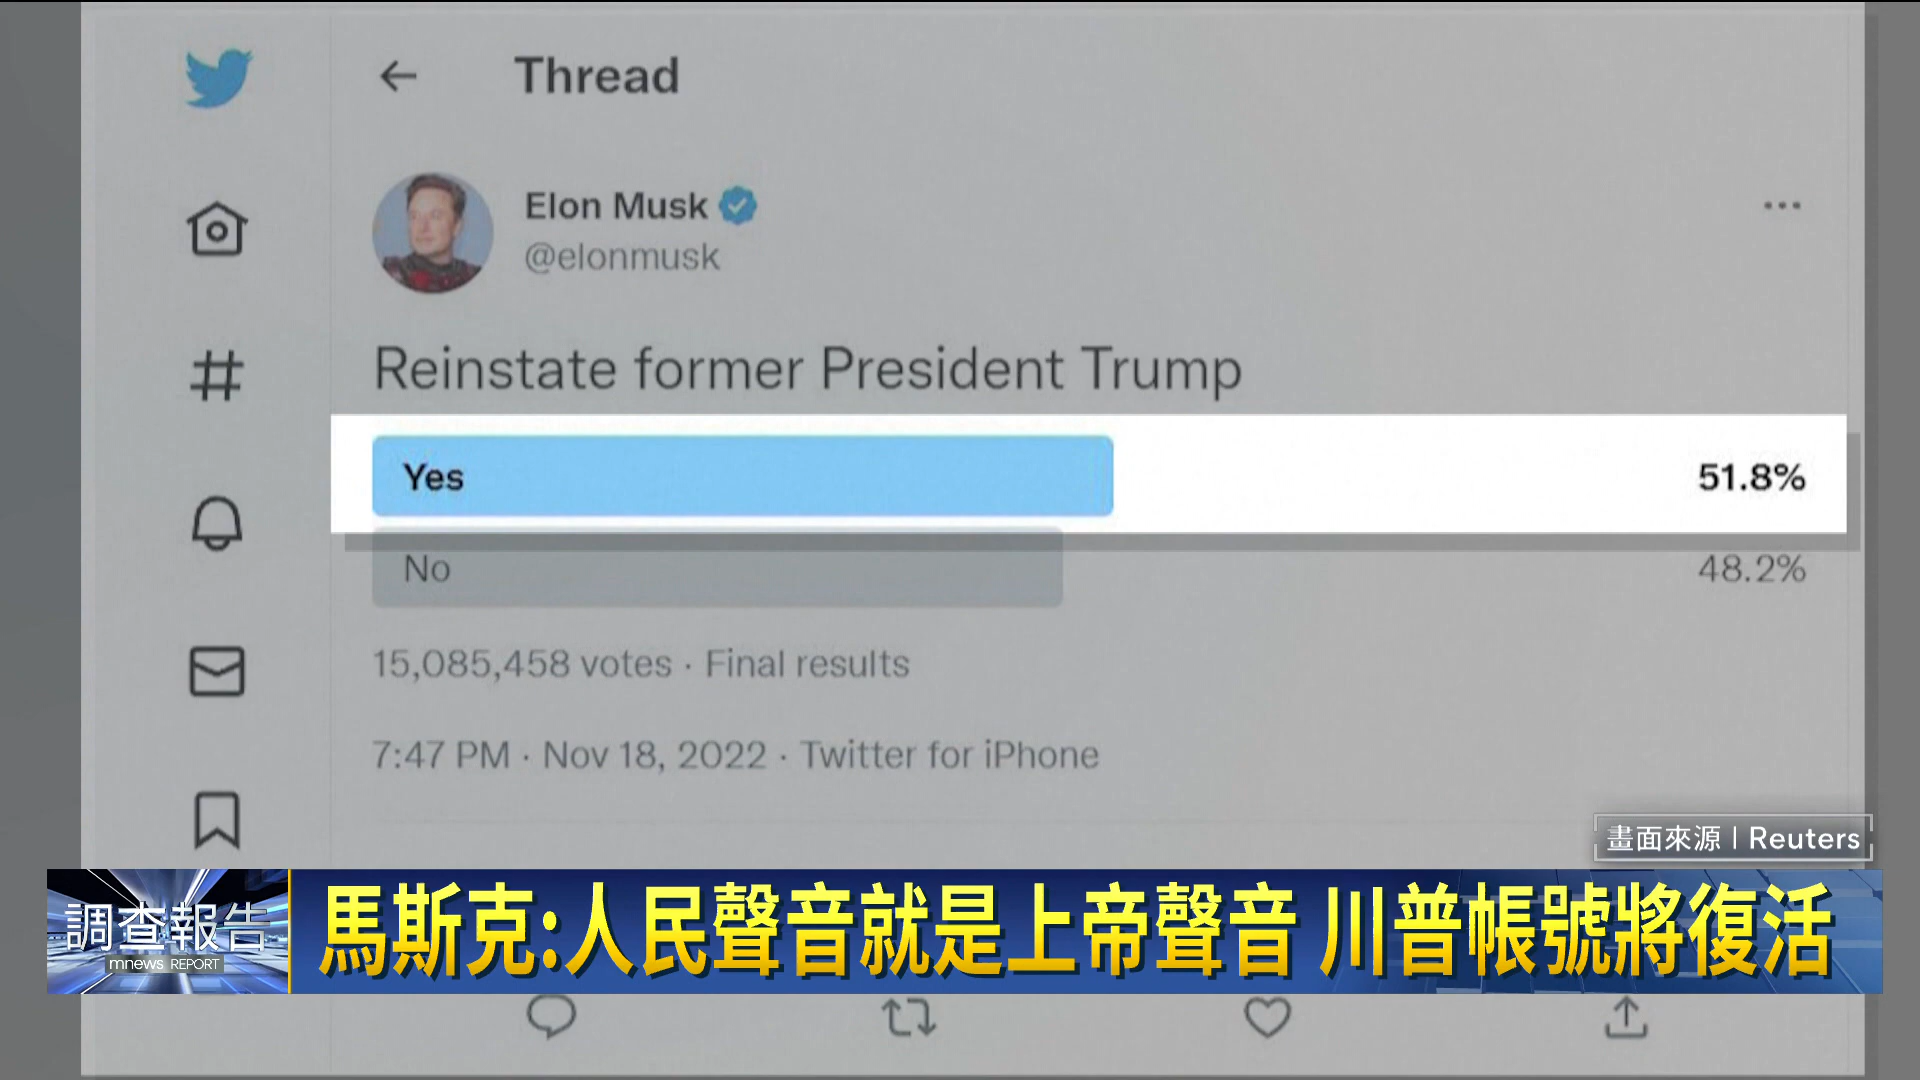 Thread
Elon Musk
@elonmusk
Reinstate former President Trump
Yes 51.8%
No 48.2%
15,085,458 votes · Final results
7:47 PM · Nov 18, 2022 · Twitter for iPhone
畫面來源 | Reuters
調查報告
mnews REPORT
馬斯克:人民聲音就是上帝聲音 川普帳號將復活